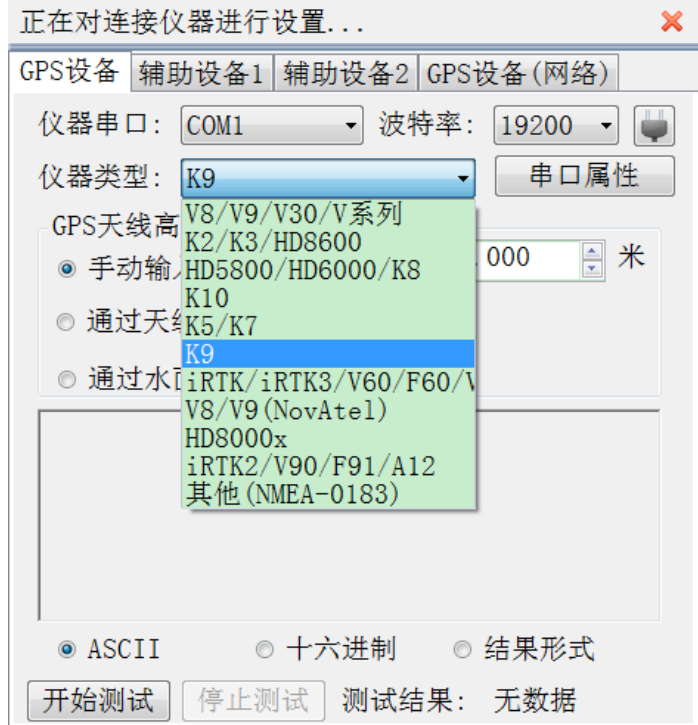 正在对连接仪器进行设置...
GPS设备 辅助设备1 辅助设备2 GPS设备(网络)
仪器串口: COM1 波特率: 19200
仪器类型: K9 串口属性
V8/V9/V30/V系列
GPS天线高
K2/K3/HD8600
手动输 000 米
HD5800/HD6000/K8
K10
通过天
K5/K7
K9
通过水
iRTK/iRTK3/V60/F60/
V8/V9(NovAtel)
HD8000x
iRTK2/V90/F91/A12
其他(NMEA-0183)
ASCII 十六进制 结果形式
开始测试 停止测试 测试结果: 无数据